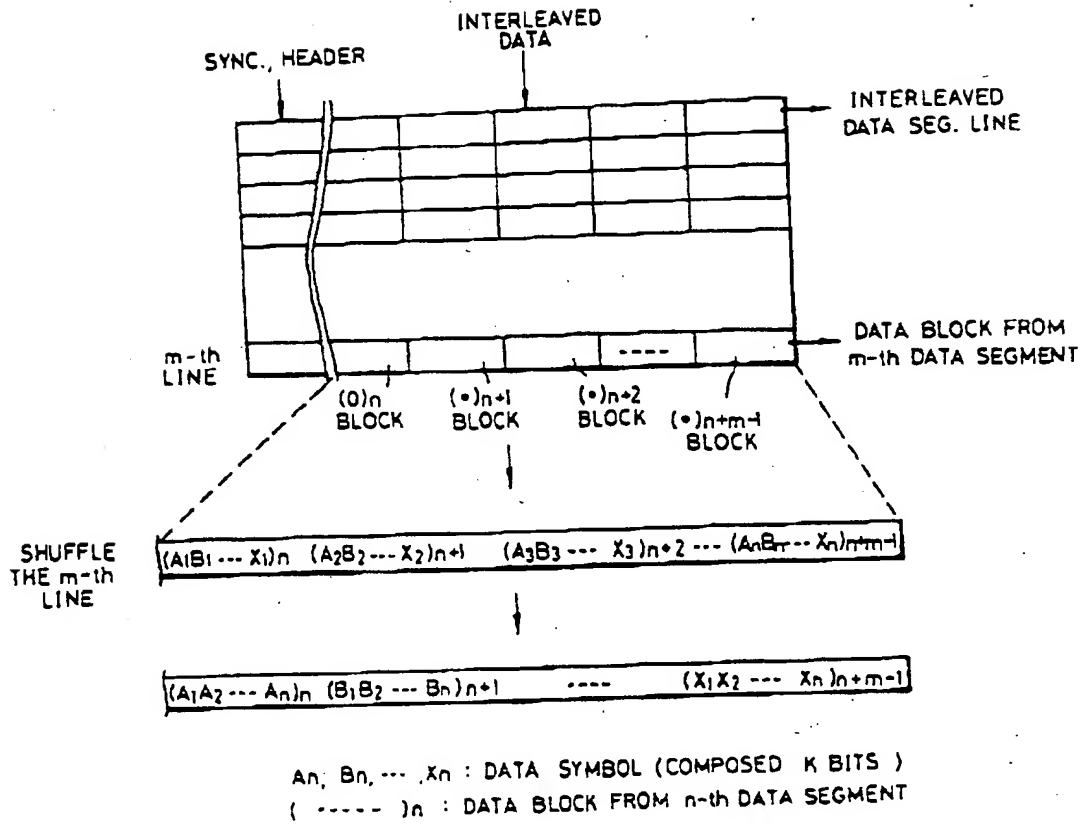 INTERLEAVED
DATA
SYNC., HEADER
INTERLEAVED
DATA SEG. LINE
m-th
LINE
----
DATA BLOCK FROM
m-th DATA SEGMENT
(0)n
BLOCK
(•)n+1
BLOCK
(•)n+2
BLOCK
(•)n+m-1
BLOCK
SHUFFLE
THE m-th
LINE
(A1B1 --- X1)n (A2B2 --- X2)n+1 (A3B3 --- X3)n+2 --- (AnBn --- Xn)n+m-1
(A1A2 --- An)n (B1B2 --- Bn)n+1 ---- (X1X2 --- Xn)n+m-1
An, Bn, --- ,Xn : DATA SYMBOL (COMPOSED K BITS )
( ----- )n : DATA BLOCK FROM n-th DATA SEGMENT